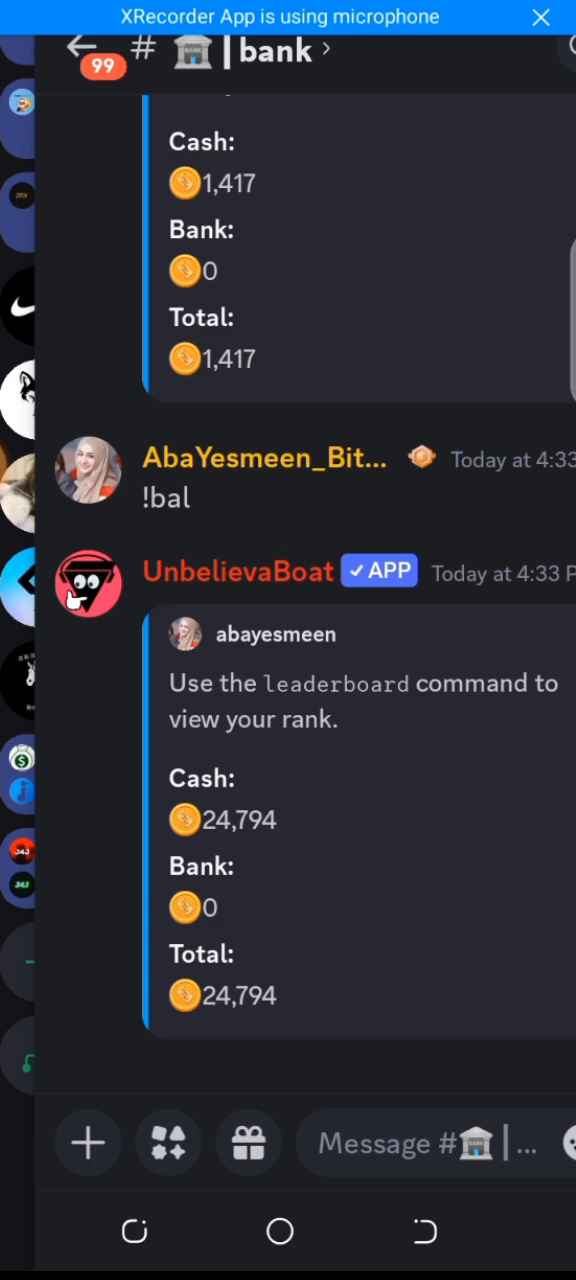 XRecorder App is using microphone
99
# | bank
Cash:
1,417
Bank:
0
Total:
1,417
AbaYesmeen_Bit... Today at 4:33
!bal
UnbelievaBoat ✓ APP Today at 4:33 P
abayesmeen
Use the leaderboard command to
view your rank.
Cash:
24,794
Bank:
0
Total:
24,794
Message # | ...